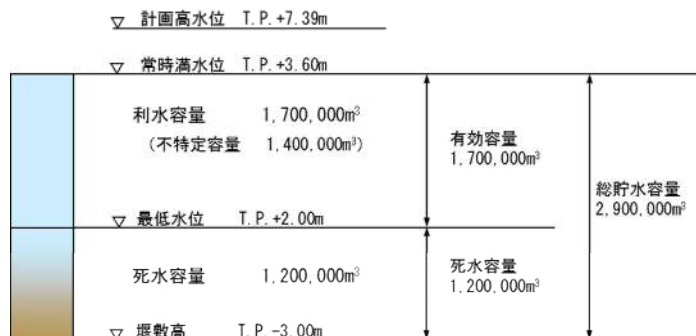 ▽ 計画高水位 T.P.+7.39m
▽ 常時満水位 T.P.+3.60m
利水容量 1,700,000m³
(不特定容量 1,400,000m³)
有効容量
1,700,000m³
総貯水容量
2,900,000m³
▽ 最低水位 T.P.+2.00m
死水容量 1,200,000m³
死水容量
1,200,000m³
▽ 堰敷高 T.P.-3.00m